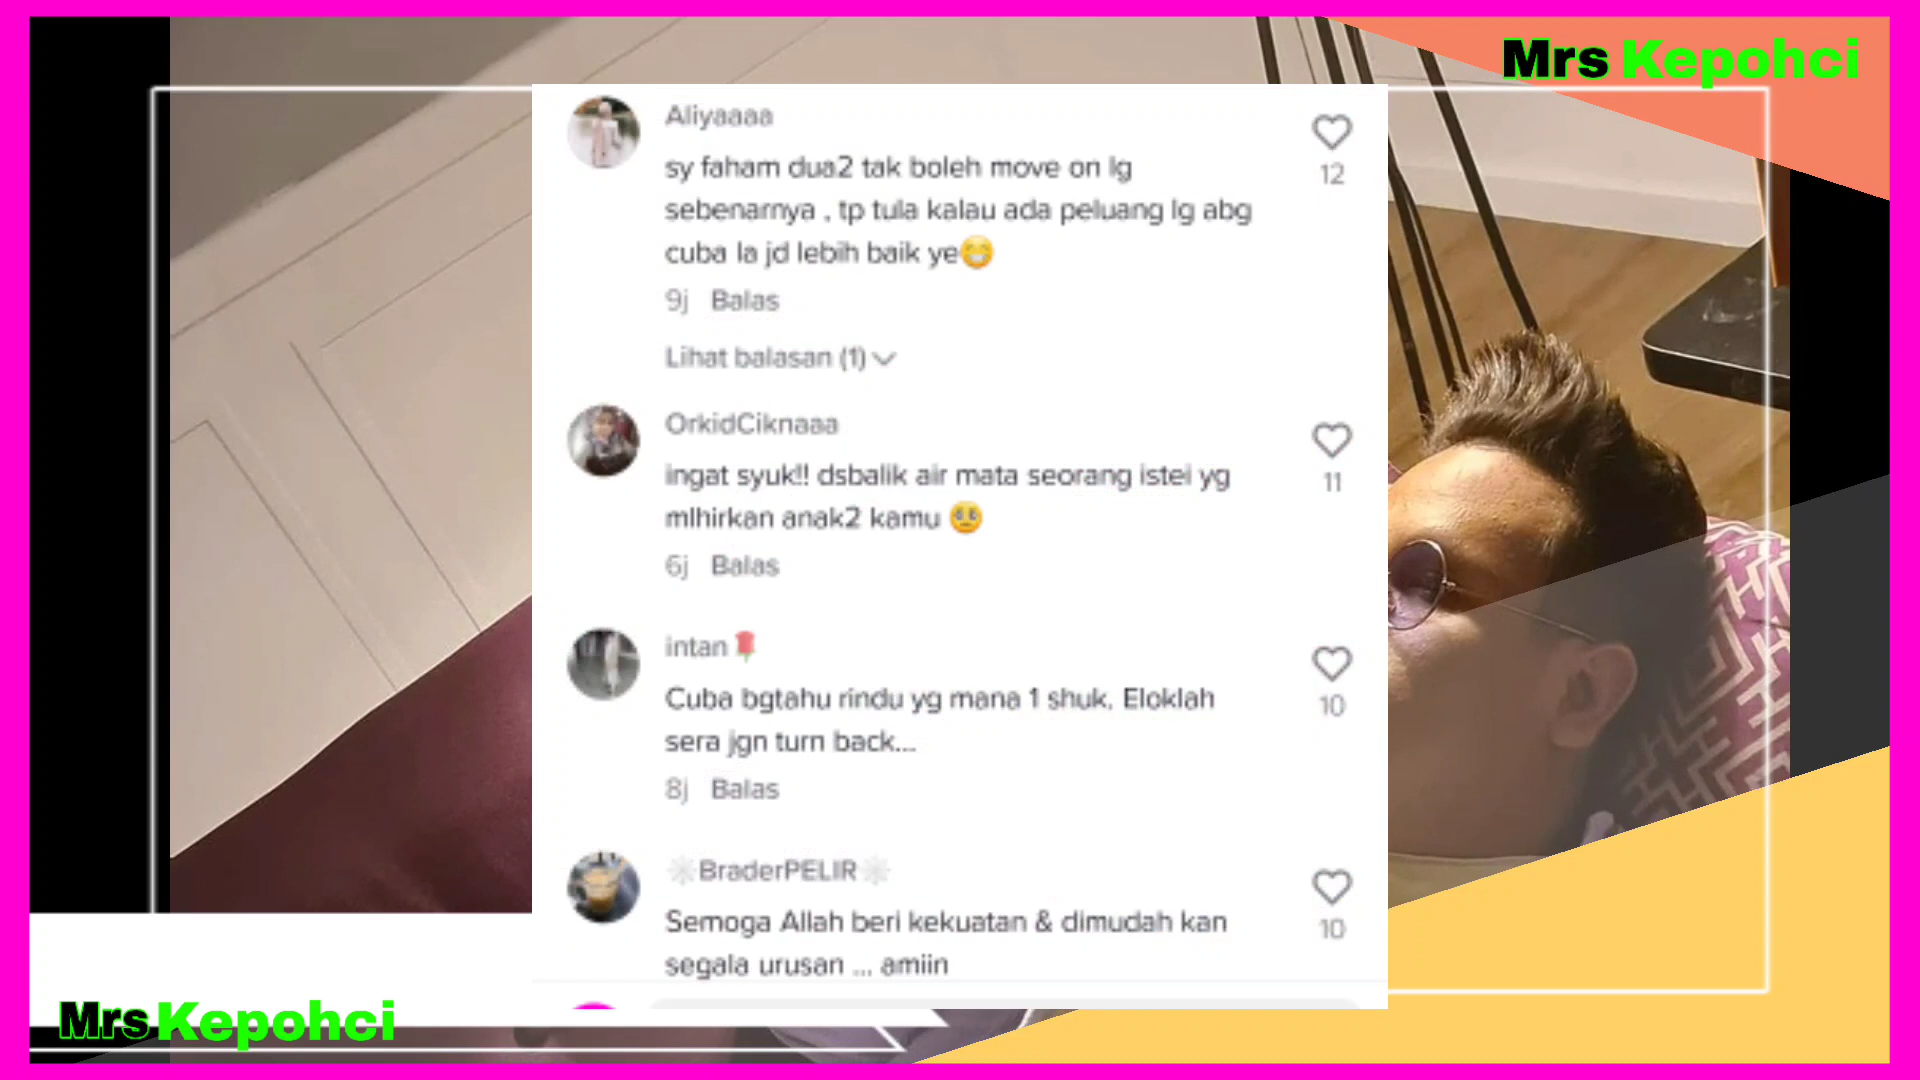 Mrs Kepohci
Aliyaaaa
sy faham dua2 tak boleh move on lg
sebenarnya , tp tula kalau ada peluang lg abg
cuba la jd lebih baik ye😁
12
9j Balas
Lihat balasan (1)
OrkidCiknaaa
ingat syuk!! dsbalik air mata seorang istei yg
mlhirkan anak2 kamu 🥺
11
6j Balas
intan🌹
Cuba bgtahu rindu yg mana 1 shuk. Eloklah
sera jgn turn back...
10
8j Balas
❊BraderPELIR❊
Semoga Allah beri kekuatan & dimudah kan
segala urusan ... amiin
10
Mrs Kepohci